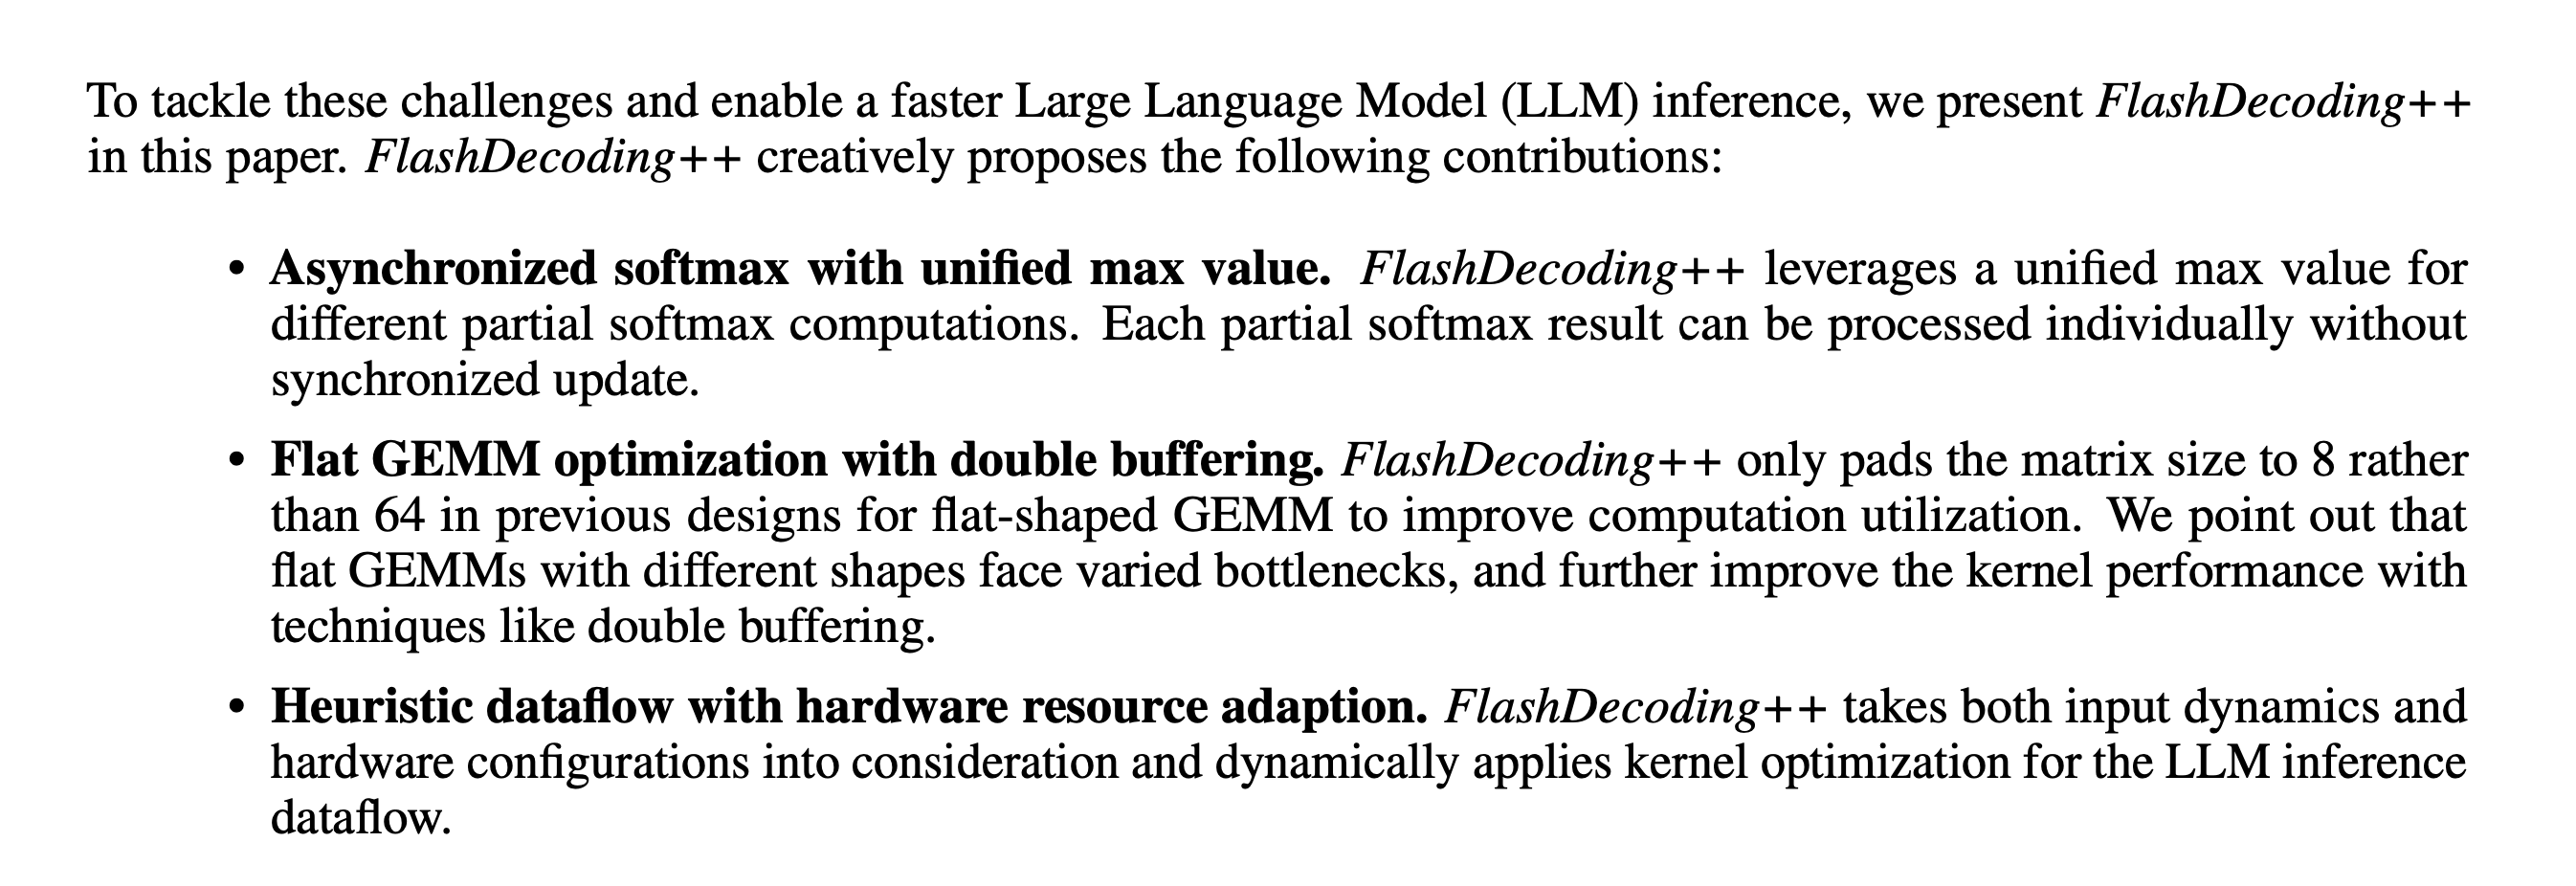 To tackle these challenges and enable a faster Large Language Model (LLM) inference, we present FlashDecoding++
in this paper. FlashDecoding++ creatively proposes the following contributions:
• Asynchronized softmax with unified max value. FlashDecoding++ leverages a unified max value for
different partial softmax computations. Each partial softmax result can be processed individually without
synchronized update.
• Flat GEMM optimization with double buffering. FlashDecoding++ only pads the matrix size to 8 rather
than 64 in previous designs for flat-shaped GEMM to improve computation utilization. We point out that
flat GEMMs with different shapes face varied bottlenecks, and further improve the kernel performance with
techniques like double buffering.
• Heuristic dataflow with hardware resource adaption. FlashDecoding++ takes both input dynamics and
hardware configurations into consideration and dynamically applies kernel optimization for the LLM inference
dataflow.